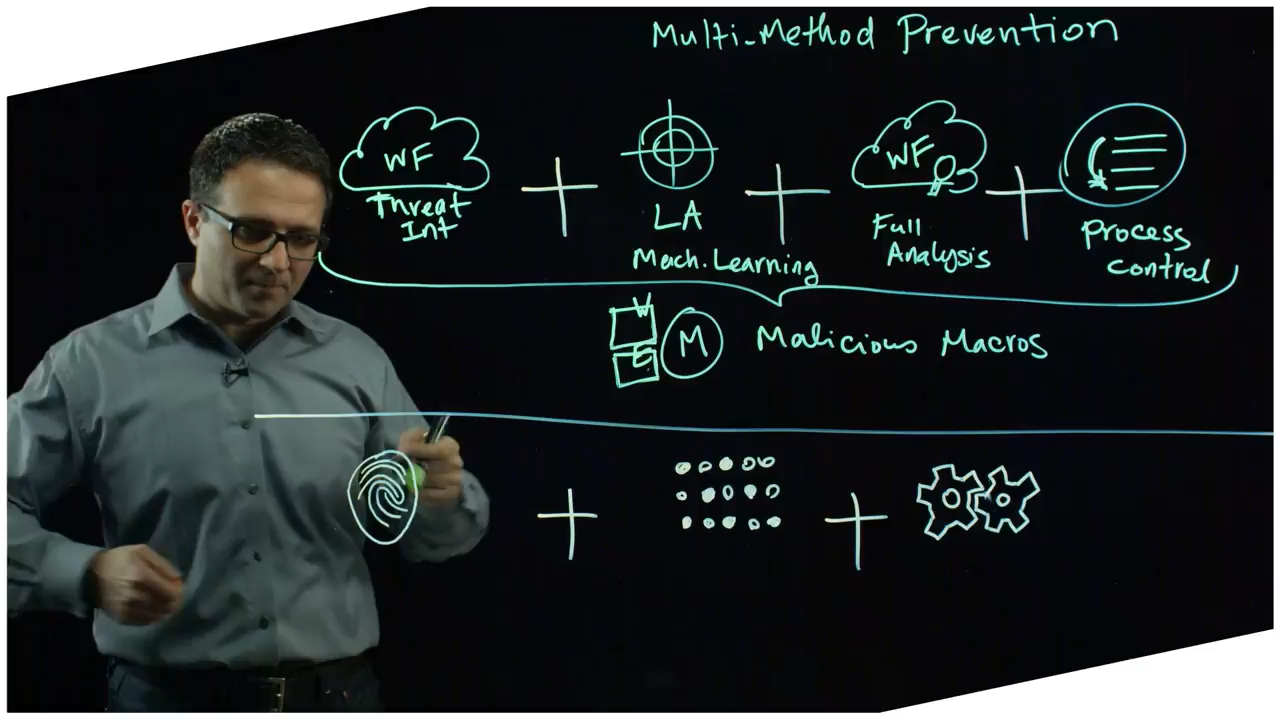 Multi-Method Prevention
WF
Threat
Int
LA
Mach. Learning
WF
Full
Analysis
Process
control
W
E
M
Malicious Macros